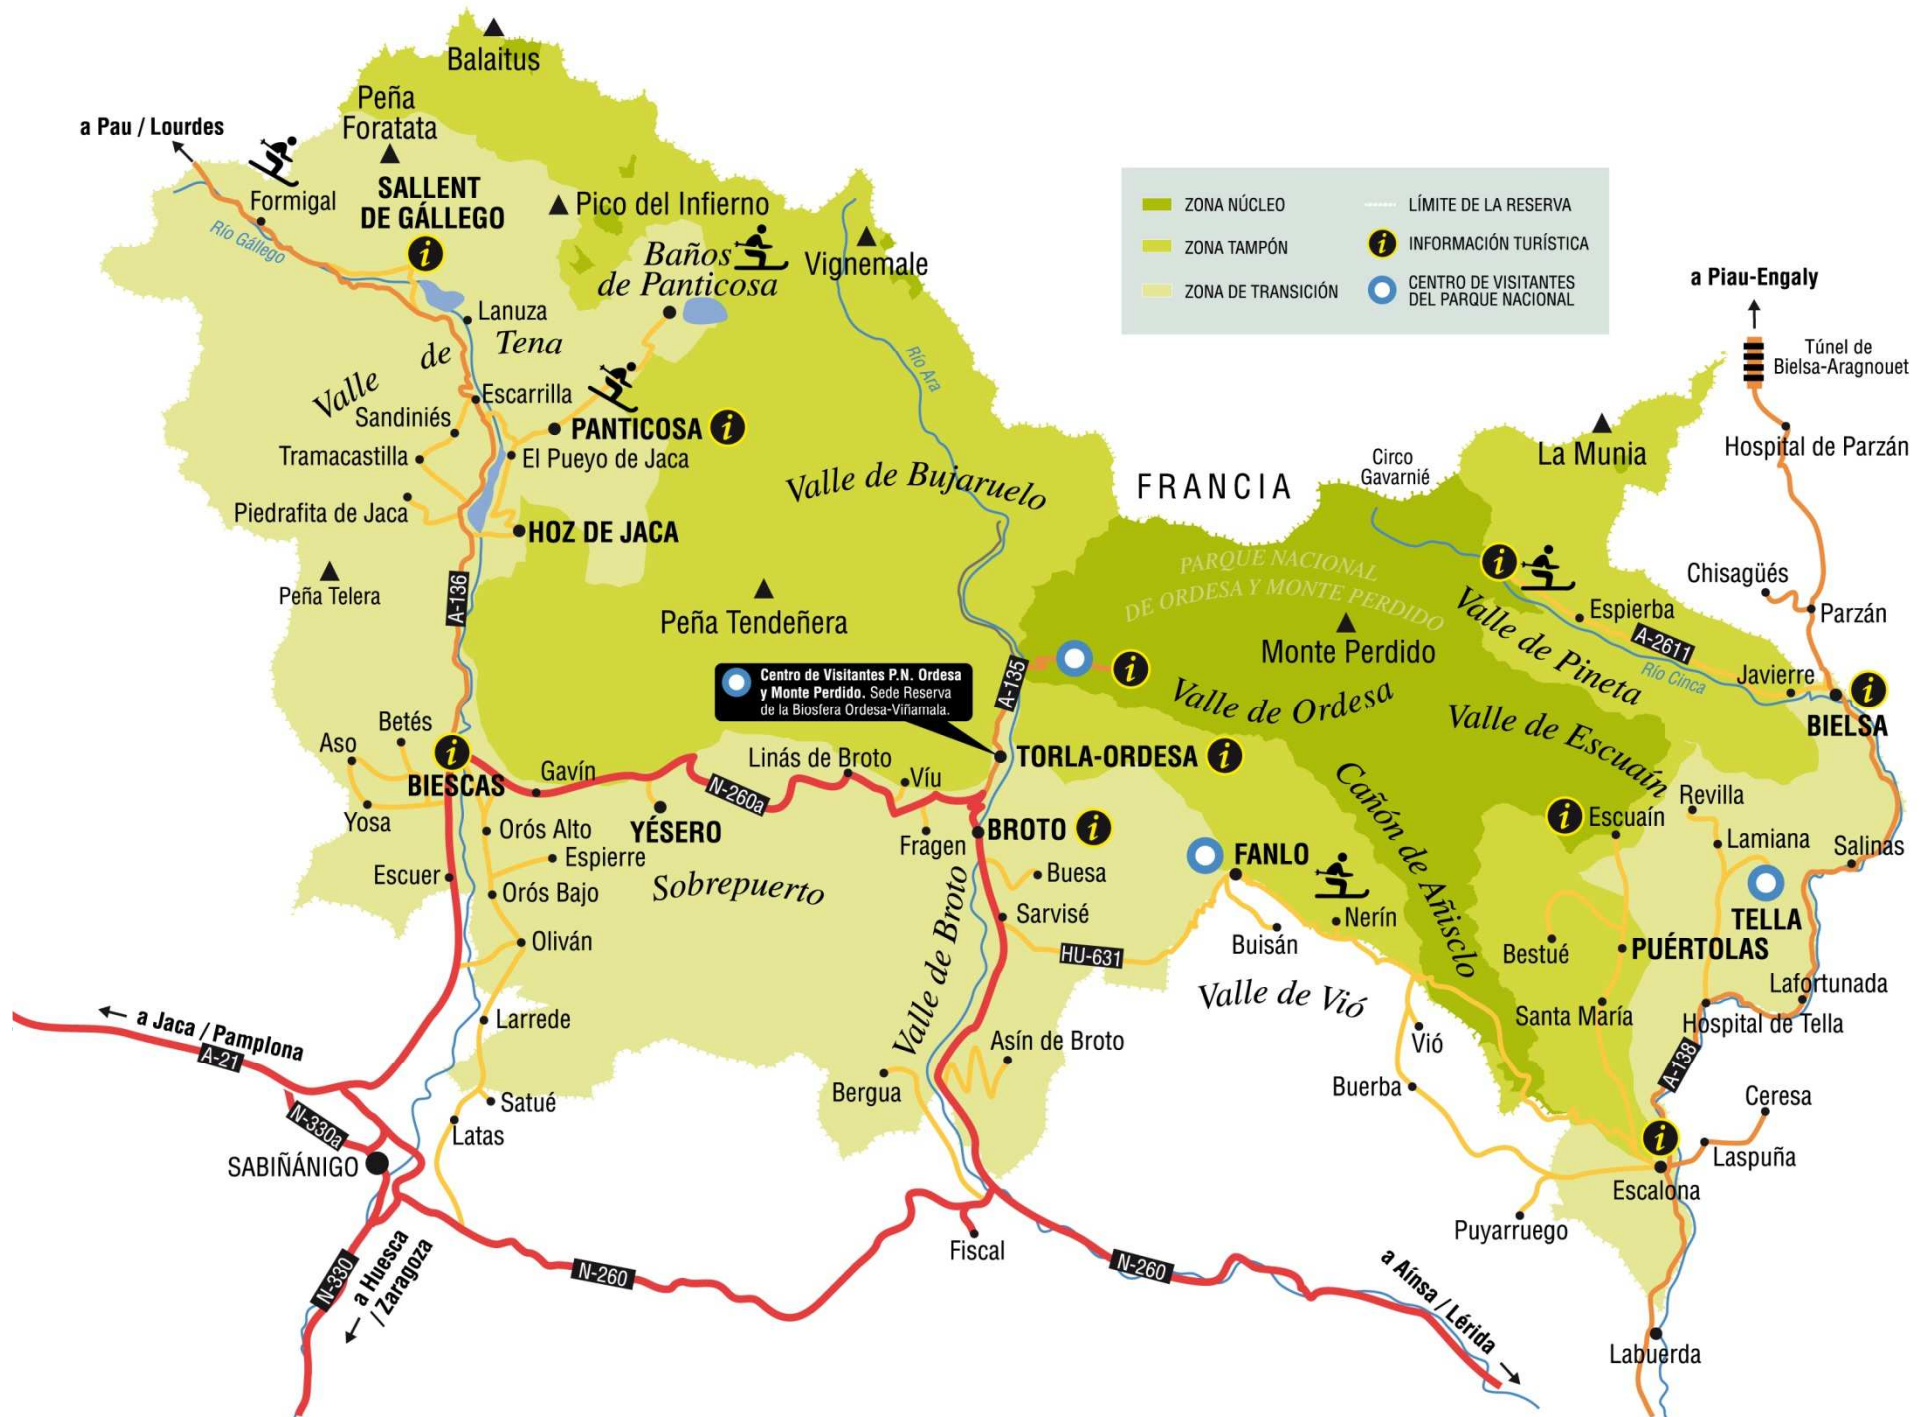 Balaitus
Peña
Foratata
a Pau / Lourdes
Formigal
SALLENT
DE GÁLLEGO
i
Río Gállego
Pico del Infierno
Baños
de Panticosa
Vignemale
Río Ara
Lanuza
Valle de Tena
Escarrilla
Sandiniés
PANTICOSA i
Tramacastilla
El Pueyo de Jaca
Piedrafita de Jaca
HOZ DE JACA
Peña Telera
A-136
Valle de Bujaruelo
Peña Tendeñera
ZONA NÚCLEO
ZONA TAMPÓN
ZONA DE TRANSICIÓN
LÍMITE DE LA RESERVA
i INFORMACIÓN TURÍSTICA
CENTRO DE VISITANTES
DEL PARQUE NACIONAL
a Piau-Engaly
Túnel de
Bielsa-Aragnouet
Hospital de Parzán
La Munia
Circo
Gavarnié
FRANCIA
PARQUE NACIONAL
DE ORDESA Y MONTE PERDIDO
Monte Perdido
i
Valle de Pineta
Espierba
A-2611
Río Cinca
Chisagüés
Parzán
Javierre
i
BIELSA
Centro de Visitantes P.N. Ordesa
y Monte Perdido. Sede Reserva
de la Biosfera Ordesa-Viñamala.
A-135
i
Valle de Ordesa
Valle de Escuaín
Cañón de Añisclo
TORLA-ORDESA i
Betés
Aso
i
BIESCAS
Yosa
Gavín
N-260a
Linás de Broto
Víu
YÉSERO
Fragen
BROTO i
Orós Alto
Espierre
Escuer
Orós Bajo
Sobrepuerto
Oliván
Buesa
Sarvisé
HU-631
Valle de Broto
FANLO
Nerín
Buisán
Valle de Vió
i Escuaín
Revilla
Lamiana
Salinas
TELLA
Bestué
PUÉRTOLAS
Lafortunada
Santa María
Hospital de Tella
A-138
Vió
Buerba
Asín de Broto
Bergua
Larrede
Satué
Latas
a Jaca / Pamplona
A-21
N-330a
SABIÑÁNIGO
N-330
a Huesca
/ Zaragoza
N-260
Fiscal
N-260
a Aínsa / Lérida
Ceresa
Laspuña
i
Escalona
Puyarruego
Labuerda